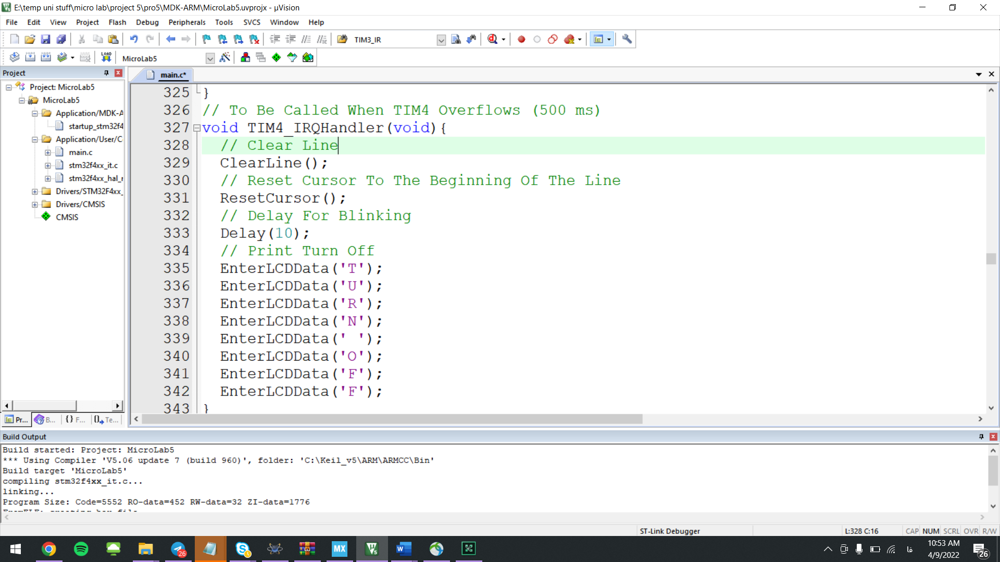 E:\temp uni stuff\micro lab\project 5\pro5\MDK-ARM\MicroLab5.uvprojx - µVision
File Edit View Project Flash Debug Peripherals Tools SVCS Window Help
TIM3_IR
LOAD
MicroLab5
Project
main.c*
Project: MicroLab5
MicroLab5
Application/MDK-A
startup_stm32f4
Application/User/C
main.c
stm32f4xx_it.c
stm32f4xx_hal_r
Drivers/STM32F4xx_
Drivers/CMSIS
CMSIS
Pr... B... {} F... Te...
325 }
326 // To Be Called When TIM4 Overflows (500 ms)
327 void TIM4_IRQHandler(void){
328 // Clear Line
329 ClearLine();
330 // Reset Cursor To The Beginning Of The Line
331 ResetCursor();
332 // Delay For Blinking
333 Delay(10);
334 // Print Turn Off
335 EnterLCDData('T');
336 EnterLCDData('U');
337 EnterLCDData('R');
338 EnterLCDData('N');
339 EnterLCDData(' ');
340 EnterLCDData('O');
341 EnterLCDData('F');
342 EnterLCDData('F');
343 }
Build Output
Build started: Project: MicroLab5
*** Using Compiler 'V5.06 update 7 (build 960)', folder: 'C:\Keil_v5\ARM\ARMCC\Bin'
Build target 'MicroLab5'
compiling stm32f4xx_it.c...
linking...
Program Size: Code=5552 RO-data=452 RW-data=32 ZI-data=1776
ST-Link Debugger
L:328 C:16
CAP NUM SCRL OVR R/W
26
MX
5
W
فا
10:53 AM
4/9/2022
26